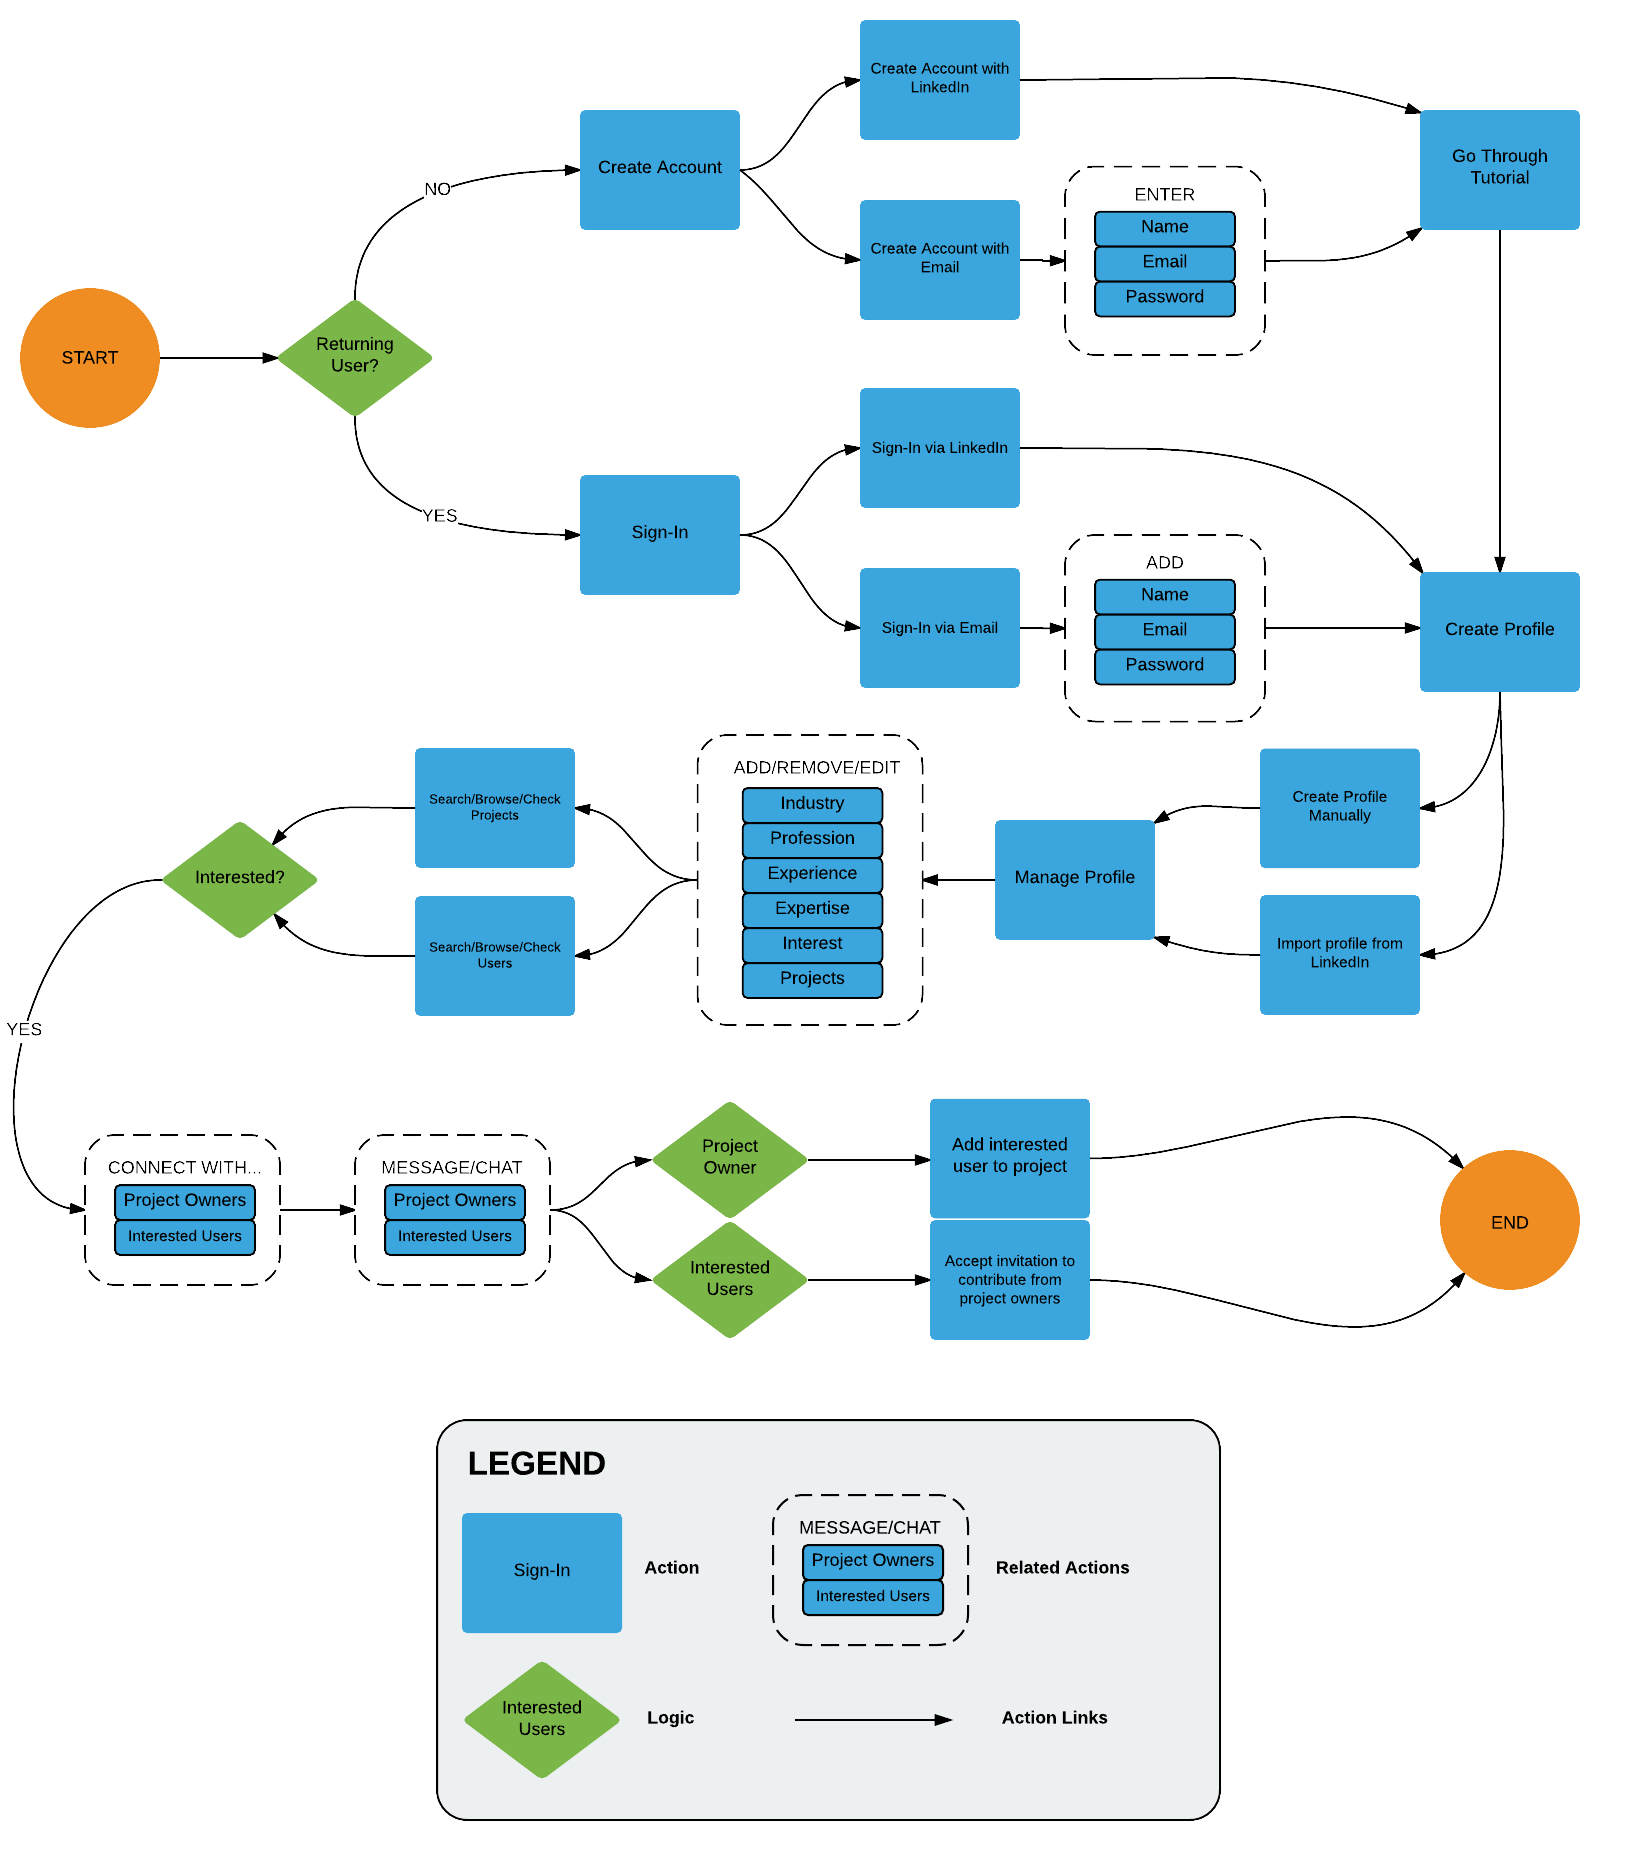 Create Account with
LinkedIn
Create Account
Go Through
Tutorial
NO
ENTER
Name
Email
Password
Create Account with
Email
START
Returning
User?
Sign-In via LinkedIn
YES
Sign-In
ADD
Name
Email
Password
Sign-In via Email
Create Profile
Search/Browse/Check
Projects
ADD/REMOVE/EDIT
Industry
Profession
Experience
Expertise
Interest
Projects
Create Profile
Manually
Interested?
Manage Profile
Search/Browse/Check
Users
Import profile from
LinkedIn
YES
CONNECT WITH...
Project Owners
Interested Users
MESSAGE/CHAT
Project Owners
Interested Users
Project
Owner
Add interested
user to project
END
Interested
Users
Accept invitation to
contribute from
project owners
LEGEND
Sign-In
Action
MESSAGE/CHAT
Project Owners
Interested Users
Related Actions
Interested
Users
Logic
Action Links